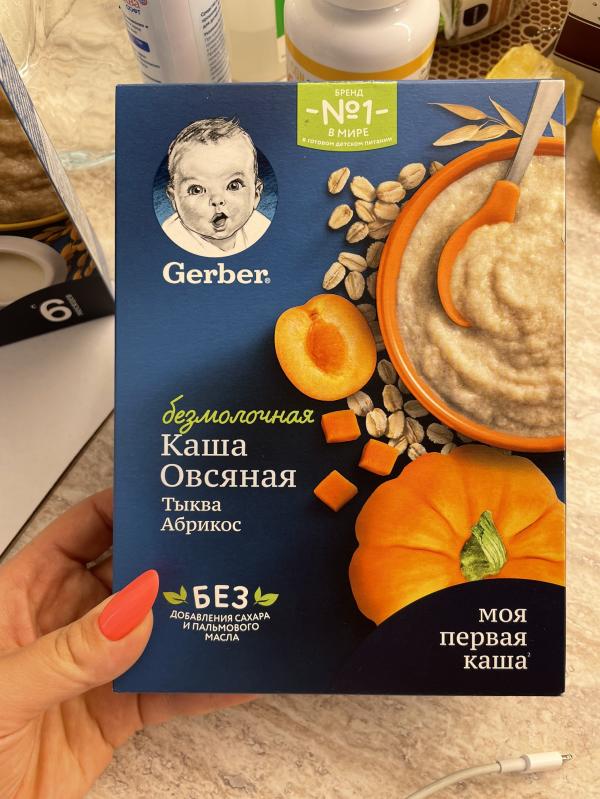 БРЕНД
№1
В МИРЕ
в готовом детском питании
Gerber®
безмолочная
Каша
Овсяная
Тыква
Абрикос
БЕЗ
ДОБАВЛЕНИЯ САХАРА
И ПАЛЬМОВОГО
МАСЛА
моя
первая
каша
6